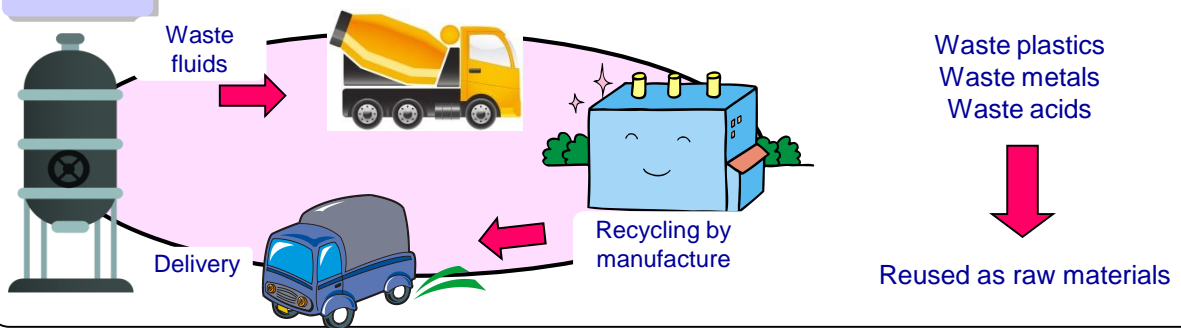 Waste
fluids
Waste plastics
Waste metals
Waste acids
Delivery
Recycling by
manufacture
Reused as raw materials